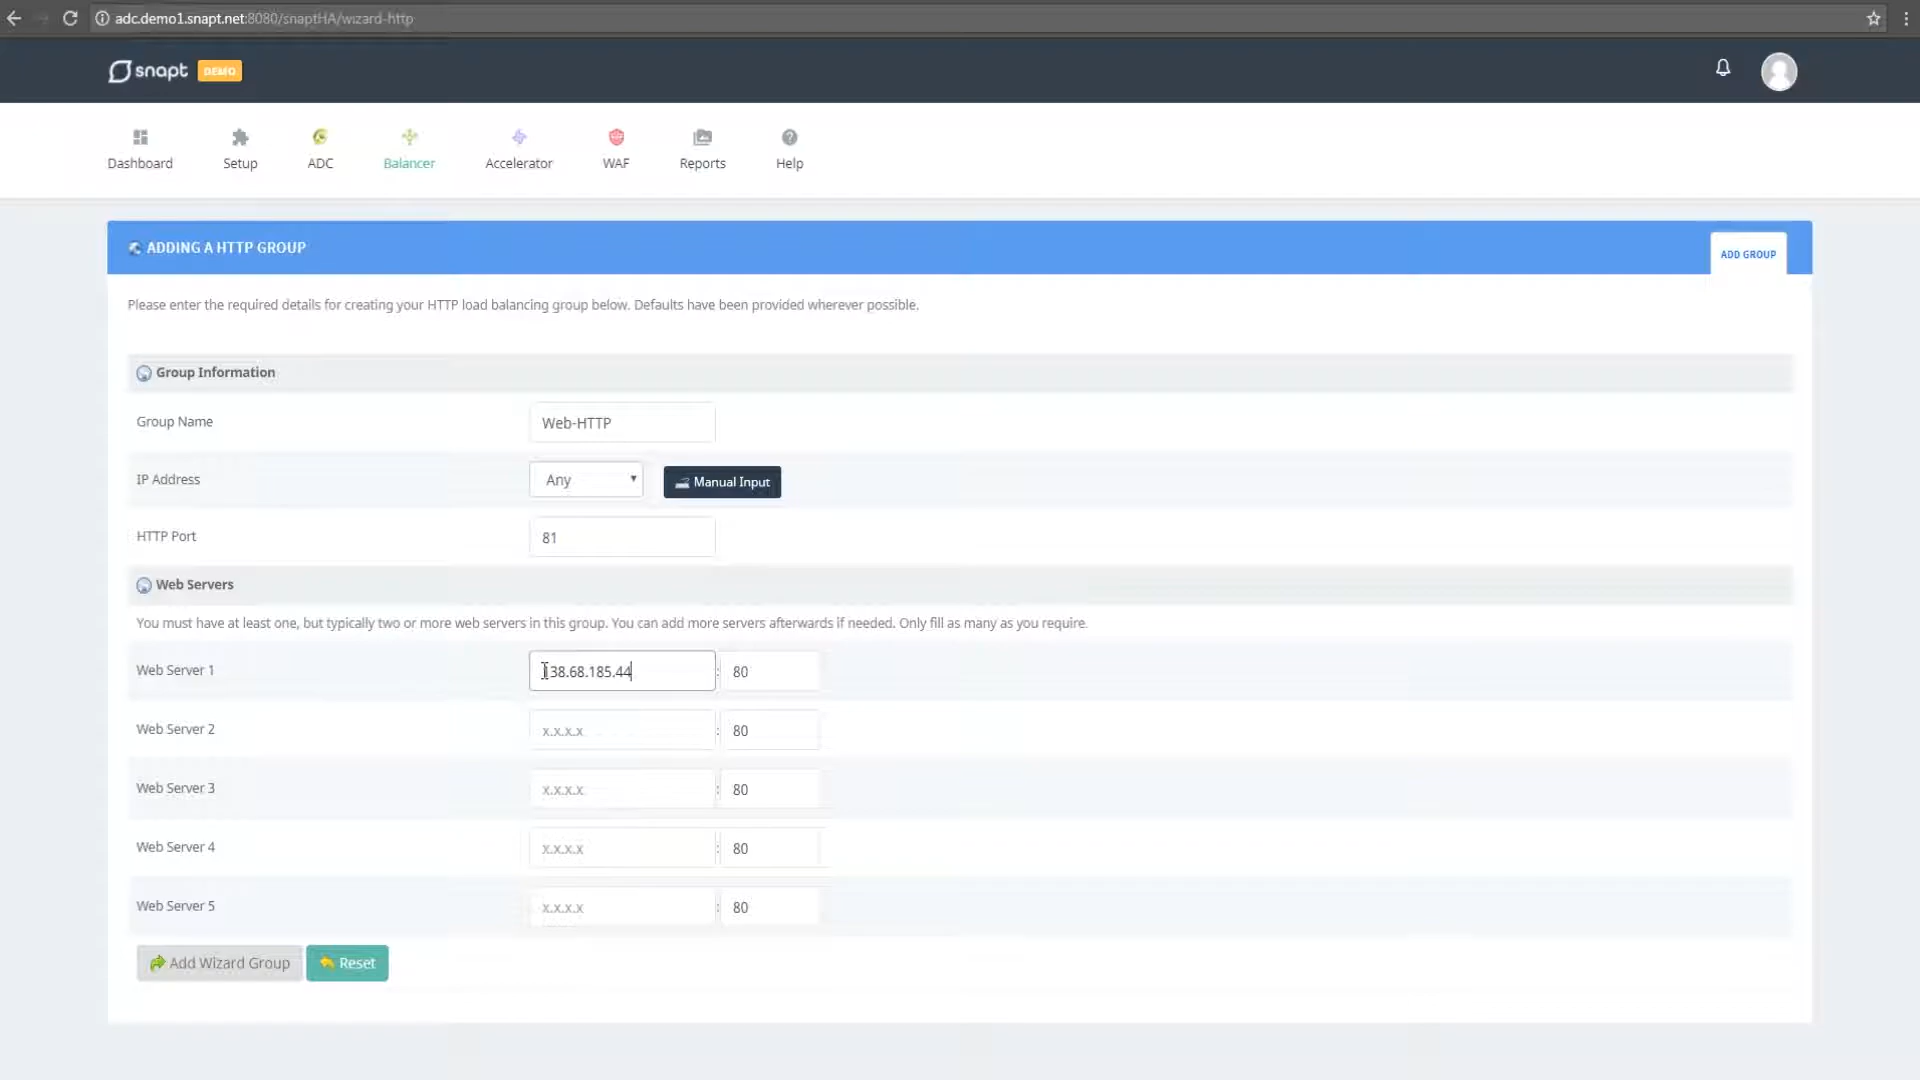 adc.demo1.snapt.net:8080/snaptHA/wizard-http
snapt DEMO
Dashboard Setup ADC Balancer Accelerator WAF Reports Help
ADDING A HTTP GROUP
ADD GROUP
Please enter the required details for creating your HTTP load balancing group below. Defaults have been provided wherever possible.
Group Information
Group Name Web-HTTP
IP Address Any Manual Input
HTTP Port 81
Web Servers
You must have at least one, but typically two or more web servers in this group. You can add more servers afterwards if needed. Only fill as many as you require.
Web Server 1 138.68.185.44 : 80
Web Server 2 x.x.x.x : 80
Web Server 3 x.x.x.x : 80
Web Server 4 x.x.x.x : 80
Web Server 5 x.x.x.x : 80
Add Wizard Group Reset